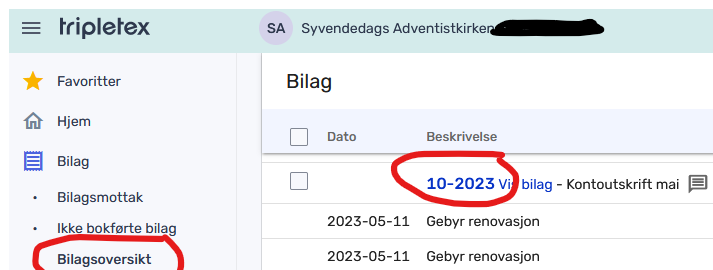 tripletex
SA Syvendedags Adventistkirken
Favoritter
Hjem
Bilag
Bilagsmottak
Ikke bokførte bilag
Bilagsoversikt
Bilag
Dato Beskrivelse
10-2023 Vis bilag - Kontoutskrift mai
2023-05-11 Gebyr renovasjon
2023-05-11 Gebyr renovasjon